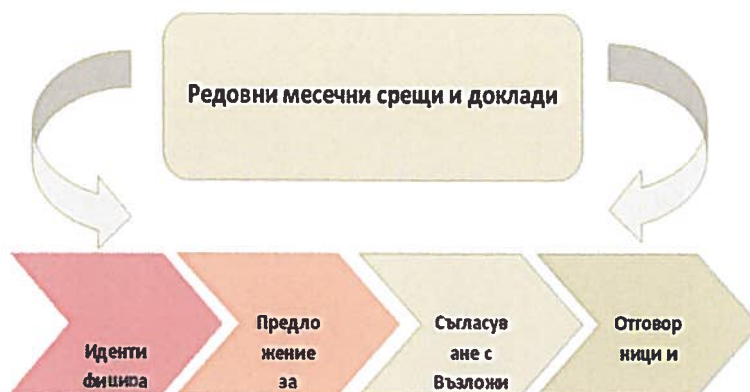 Редовни месечни срещи и доклади
Иденти
фицира
Предло
жение
за
Съгласув
ане с
Възложи
Отговор
ници и